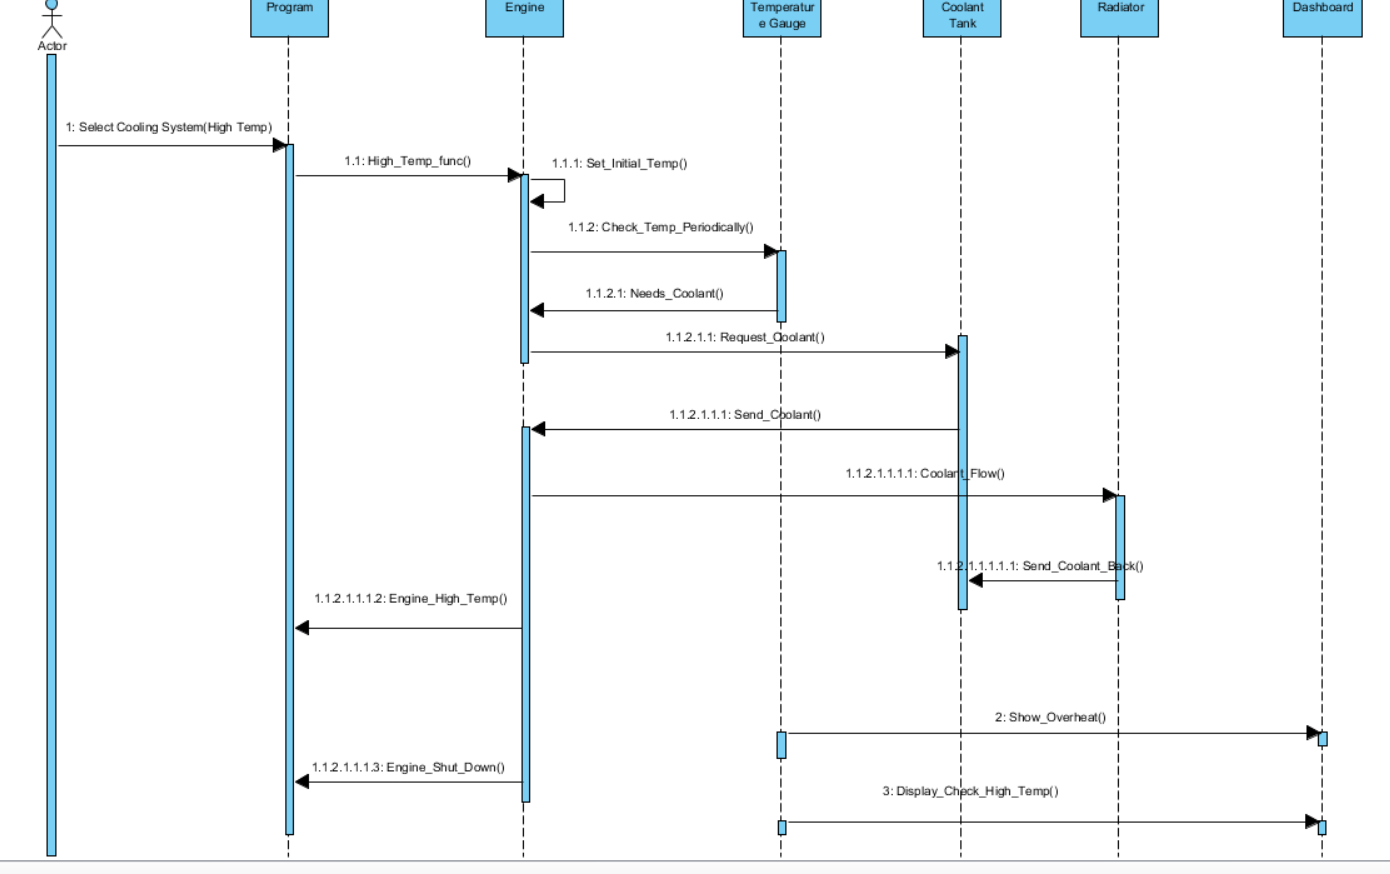 Program
Engine
Temperatur
e Gauge
Coolant
Tank
Radiator
Dashboard
Actor
1: Select Cooling System(High Temp)
1.1: High_Temp_func()
1.1.1: Set_Initial_Temp()
1.1.2: Check_Temp_Periodically()
1.1.2.1: Needs_Coolant()
1.1.2.1.1: Request_Coolant()
1.1.2.1.1.1: Send_Coolant()
1.1.2.1.1.1.1: Coolant_Flow()
1.1.2.1.1.1.1.1: Send_Coolant_Back()
1.1.2.1.1.1.2: Engine_High_Temp()
2: Show_Overheat()
1.1.2.1.1.1.3: Engine_Shut_Down()
3: Display_Check_High_Temp()